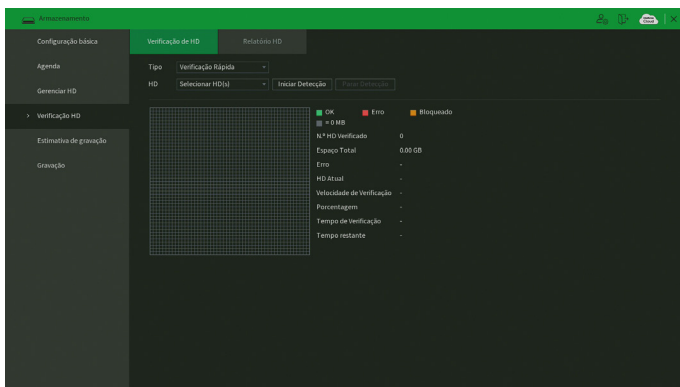 Armazenamento
Configuração básica
Agenda
Gerenciar HD
Verificação HD
Estimativa de gravação
Gravação
Verificação de HD
Relatório HD
Tipo
Verificação Rápida
HD
Selecionar HD(s)
Iniciar Detecção
Parar Detecção
OK
Erro
Bloqueado
= 0 MB
N.º HD Verificado 0
Espaço Total 0.00 GB
Erro -
HD Atual -
Velocidade de Verificação -
Porcentagem -
Tempo de Verificação -
Tempo restante -